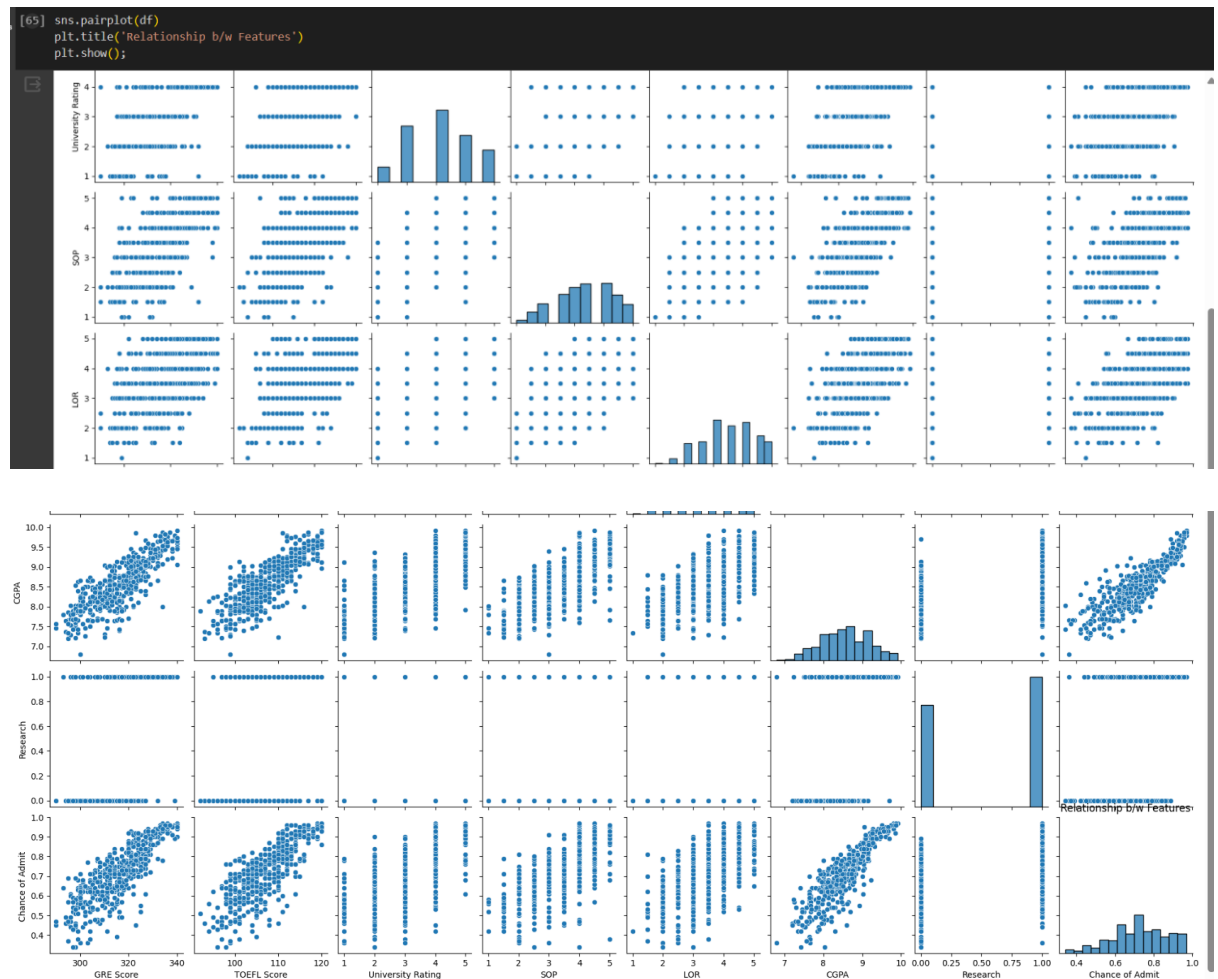 [65] sns.pairplot(df)
plt.title('Relationship b/w Features')
plt.show();
University Rating
4
3
2
1
SOP
5
4
3
2
1
LOR
5
4
3
2
1
CGPA
10.0
9.5
9.0
8.5
8.0
7.5
7.0
Research
1.0
0.8
0.6
0.4
0.2
0.0
Relationship b/w Features
Chance of Admit
1.0
0.9
0.8
0.7
0.6
0.5
0.4
300 320 340 100 110 120 1 2 3 4 5 1 2 3 4 5 1 2 3 4 5 7 8 9 10 0.00 0.25 0.50 0.75 1.00 0.4 0.6 0.8 1.0
GRE Score TOEFL Score University Rating SOP LOR CGPA Research Chance of Admit